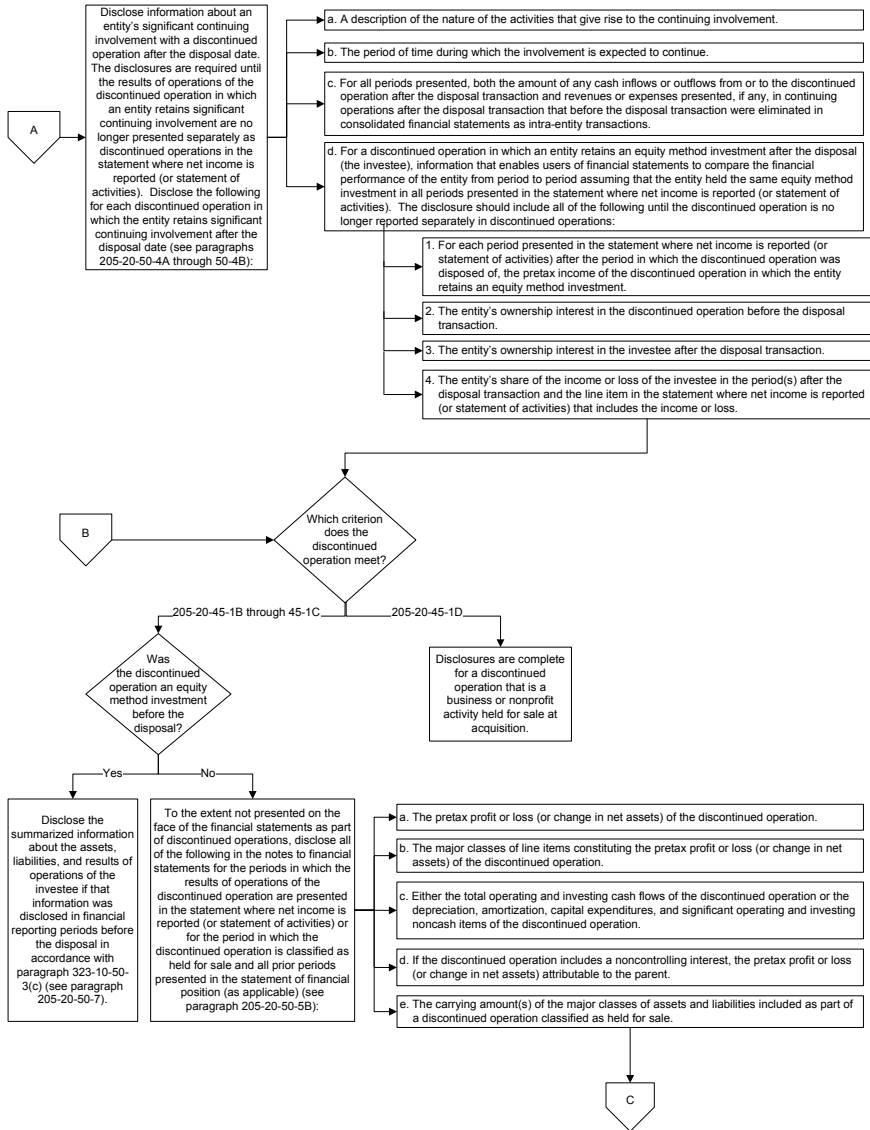 A
Disclose information about an
entity's significant continuing
involvement with a discontinued
operation after the disposal date.
The disclosures are required until
the results of operations of the
discontinued operation in which
an entity retains significant
continuing involvement are no
longer presented separately as
discontinued operations in the
statement where net income is
reported (or statement of
activities). Disclose the following
for each discontinued operation in
which the entity retains significant
continuing involvement after the
disposal date (see paragraphs
205-20-50-4A through 50-4B):
a. A description of the nature of the activities that give rise to the continuing involvement.
b. The period of time during which the involvement is expected to continue.
c. For all periods presented, both the amount of any cash inflows or outflows from or to the discontinued
operation after the disposal transaction and revenues or expenses presented, if any, in continuing
operations after the disposal transaction that before the disposal transaction were eliminated in
consolidated financial statements as intra-entity transactions.
d. For a discontinued operation in which an entity retains an equity method investment after the disposal
(the investee), information that enables users of financial statements to compare the financial
performance of the entity from period to period assuming that the entity held the same equity method
investment in all periods presented in the statement where net income is reported (or statement of
activities). The disclosure should include all of the following until the discontinued operation is no
longer reported separately in discontinued operations:
1. For each period presented in the statement where net income is reported (or
statement of activities) after the period in which the discontinued operation was
disposed of, the pretax income of the discontinued operation in which the entity
retains an equity method investment.
2. The entity's ownership interest in the discontinued operation before the disposal
transaction.
3. The entity's ownership interest in the investee after the disposal transaction.
4. The entity's share of the income or loss of the investee in the period(s) after the
disposal transaction and the line item in the statement where net income is reported
(or statement of activities) that includes the income or loss.
B
Which criterion
does the
discontinued
operation meet?
205-20-45-1B through 45-1C
205-20-45-1D
Was
the discontinued
operation an equity
method investment
before the
disposal?
Disclosures are complete
for a discontinued
operation that is a
business or nonprofit
activity held for sale at
acquisition.
Yes
No
Disclose the
summarized information
about the assets,
liabilities, and results of
operations of the
investee if that
information was
disclosed in financial
reporting periods before
the disposal in
accordance with
paragraph 323-10-50-
3(c) (see paragraph
205-20-50-7).
To the extent not presented on the
face of the financial statements as part
of discontinued operations, disclose all
of the following in the notes to financial
statements for the periods in which the
results of operations of the
discontinued operation are presented
in the statement where net income is
reported (or statement of activities) or
for the period in which the
discontinued operation is classified as
held for sale and all prior periods
presented in the statement of financial
position (as applicable) (see
paragraph 205-20-50-5B):
a. The pretax profit or loss (or change in net assets) of the discontinued operation.
b. The major classes of line items constituting the pretax profit or loss (or change in net
assets) of the discontinued operation.
c. Either the total operating and investing cash flows of the discontinued operation or the
depreciation, amortization, capital expenditures, and significant operating and investing
noncash items of the discontinued operation.
d. If the discontinued operation includes a noncontrolling interest, the pretax profit or loss
(or change in net assets) attributable to the parent.
e. The carrying amount(s) of the major classes of assets and liabilities included as part of
a discontinued operation classified as held for sale.
C